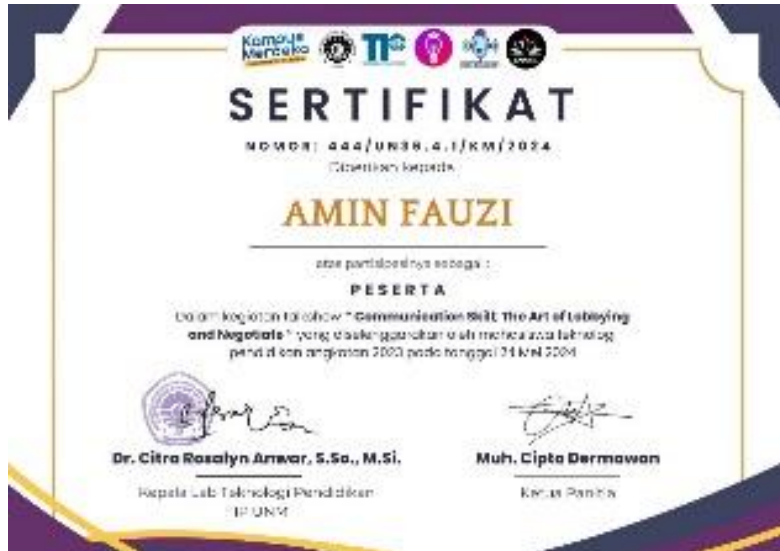 Kampus
Merdeka
SERTIFIKAT
NOMOR: 444/UN36.4.1/KM/2024
Diberikan kepada
AMIN FAUZI
atas partisipasinya sebagai :
PESERTA
Dalam kegiatan talkshow " Communication Skill: The Art of Lobbying
and Negotiate " yang diselenggarakan oleh mahasiswa teknologi
pendidikan angkatan 2023 pada tanggal 24 Mei 2024
Dr. Citra Rosalyn Anwar, S.So., M.Si.
Muh. Cipta Dermawan
Kepala Lab Teknologi Pendidikan
Ketua Panitia
FIP UNM